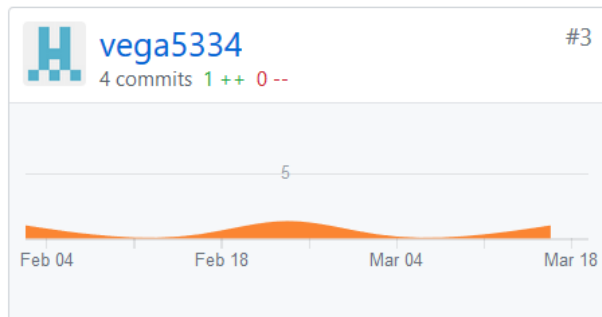 vega5334
#3
4 commits 1 ++ 0 --
5
Feb 04 Feb 18 Mar 04 Mar 18